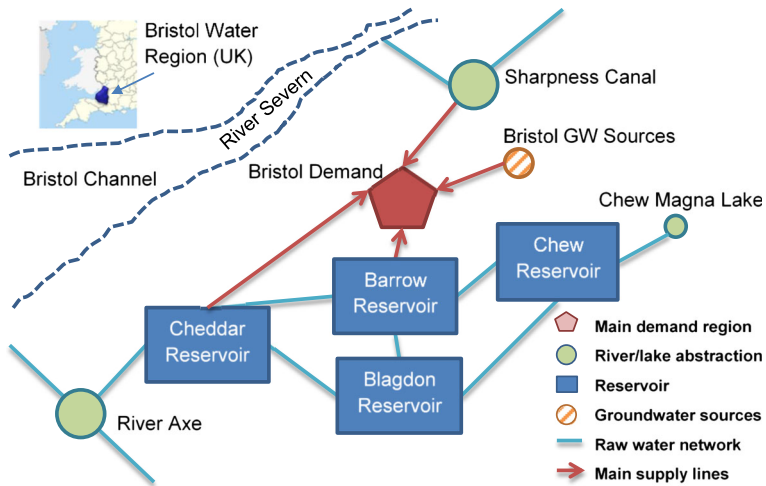 Bristol Water
Region (UK)
River Severn
Sharpness Canal
Bristol GW Sources
Bristol Channel
Bristol Demand
Chew Magna Lake
Chew
Reservoir
Barrow
Reservoir
Cheddar
Reservoir
Blagdon
Reservoir
River Axe
Main demand region
River/lake abstraction
Reservoir
Groundwater sources
Raw water network
Main supply lines